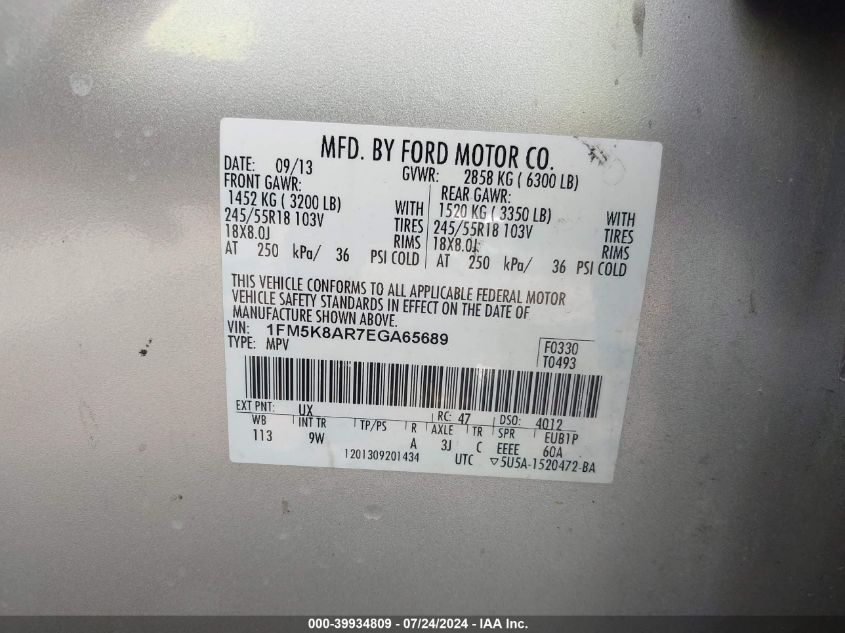 MFD. BY FORD MOTOR CO.
DATE: 09/13 GVWR: 2858 KG ( 6300 LB)
FRONT GAWR: REAR GAWR:
1452 KG ( 3200 LB) WITH 1520 KG ( 3350 LB) WITH
245/55R18 103V TIRES 245/55R18 103V TIRES
18X8.0J RIMS 18X8.0J RIMS
AT 250 kPa/ 36 PSI COLD AT 250 kPa/ 36 PSI COLD
THIS VEHICLE CONFORMS TO ALL APPLICABLE FEDERAL MOTOR
VEHICLE SAFETY STANDARDS IN EFFECT ON THE DATE OF
MANUFACTURE SHOWN ABOVE.
VIN: 1FM5K8AR7EGA65689
TYPE: MPV
F0330
T0493
EXT PNT: UX RC: 47 DSO: 4012
WB INT TR TP/PS R AXLE TR SPR EUB1P
113 9W A 3J C EEEE 60A
1201309201434 UTC ▽5U5A-1520472-BA
000-39934809 / 07/24/2024 - Copart Inc.